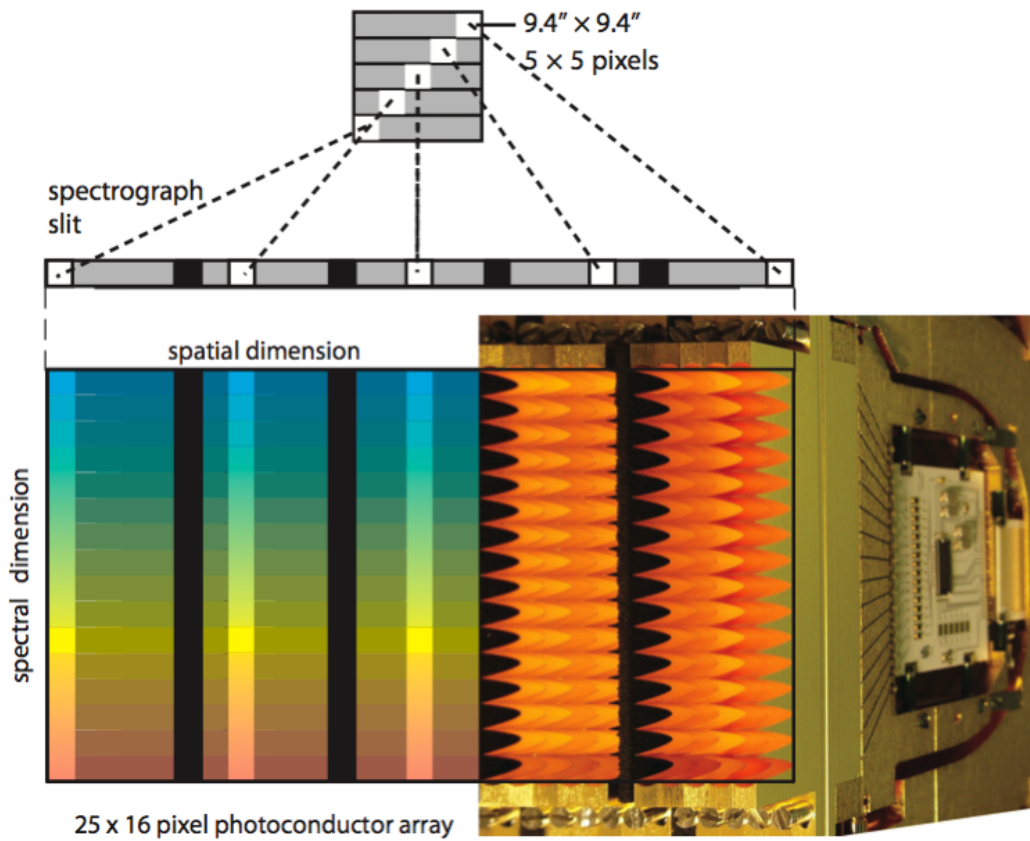 9.4″ × 9.4″
5 × 5 pixels
spectrograph
slit
spatial dimension
spectral dimension
25 x 16 pixel photoconductor array